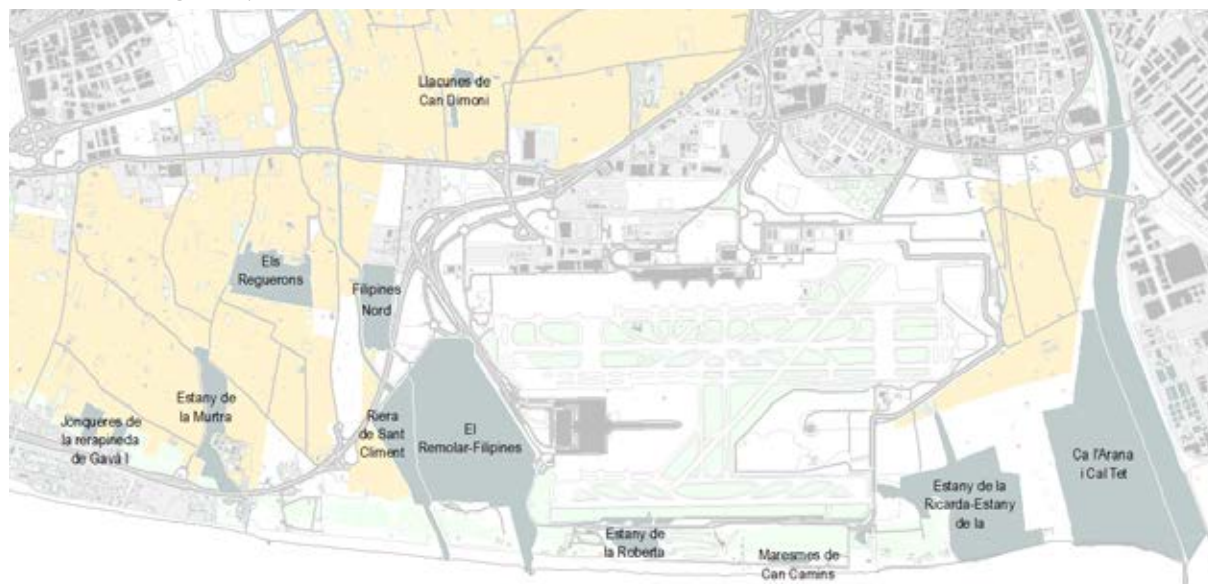 Llacunes de
Can Dimoni
Els
Reguerons
Filipines
Nord
Estany de
la Murtra
Jonqueres de
la rerapineda
de Gavà I
Riera
de Sant
Climent
El
Remolar-Filipines
Estany de
la Roberta
Maresmes de
Can Camins
Estany de la
Ricarda-Estany
de la
Ca l'Arana
i Cal Tet